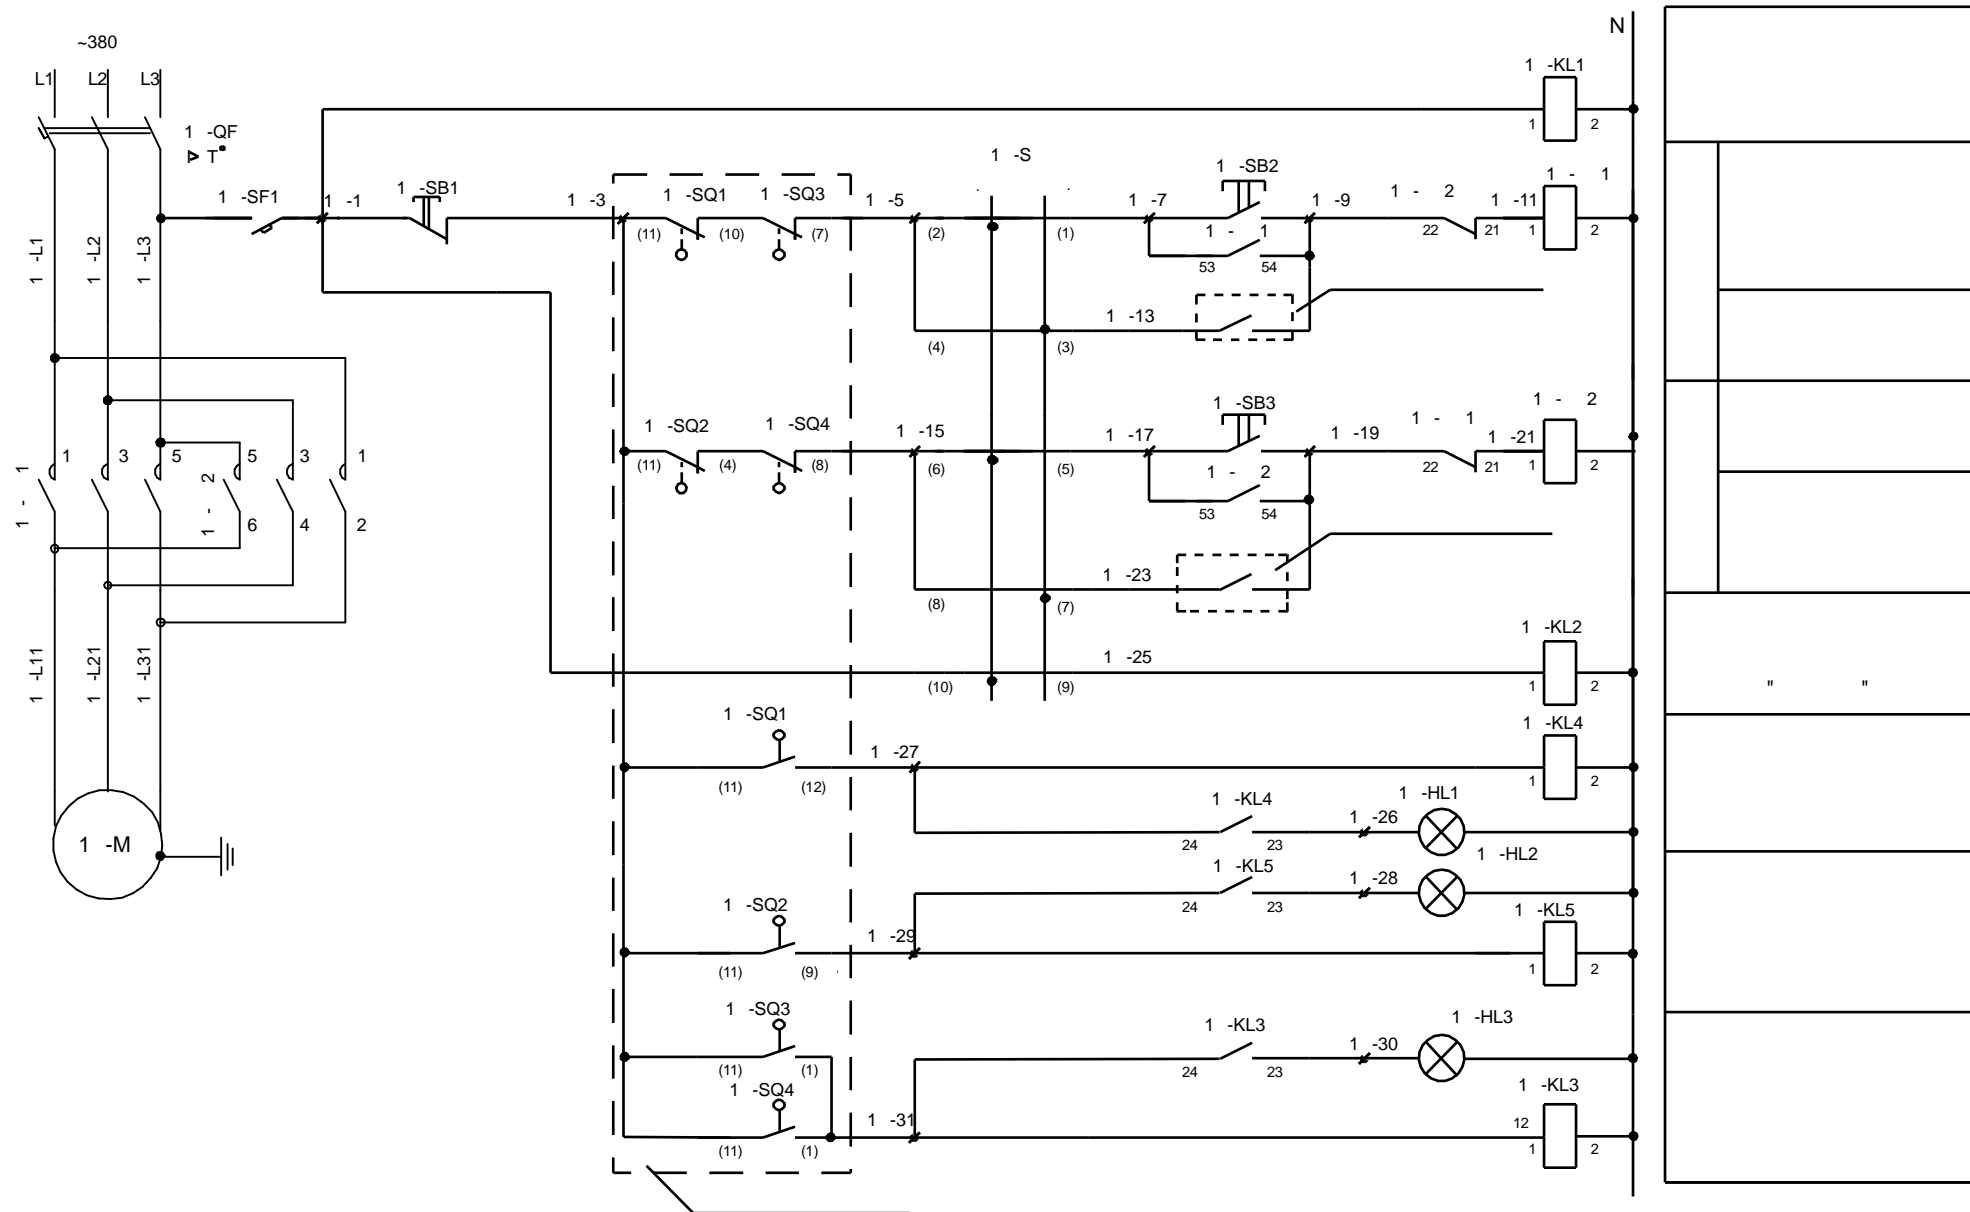 N
~380
L1 L2 L3
1 -KL1
1 2
1 -QF
T
1 -S
1 -SF1
1 -1
1 -SB1
1 -3
1 -SQ1
1 -SQ3
1 -5
1 -7
1 -SB2
1 -9
1 - 2
1 -11
1 - 1
(11) (10) (7) (2) (1)
1 - 1
22 21 1 2
53 54
1 -L1
1 -L2
1 -L3
1 -13
(4) (3)
1 -SQ2
1 -SQ4
1 -15
1 -17
1 -SB3
1 -19
1 - 1
1 -21
1 - 2
(11) (4) (8) (6) (5)
1 - 2
22 21 1 2
53 54
1 3 5 5 3 1
1 - 1
1 - 2
6 4 2
1 -23
(8) (7)
1 -L11
1 -L21
1 -L31
1 -25
1 -KL2
(10) (9)
1 2
" "
1 -SQ1
1 -27
1 -KL4
(11) (12)
1 2
1 -KL4
1 -26
1 -HL1
24 23
1 -M
1 -KL5
1 -28
1 -HL2
24 23
1 -SQ2
1 -29
1 -KL5
(11) (9)
1 2
1 -SQ3
1 -KL3
1 -30
1 -HL3
(11) (1)
24 23
1 -SQ4
1 -31
1 -KL3
12
(11) (1)
1 2